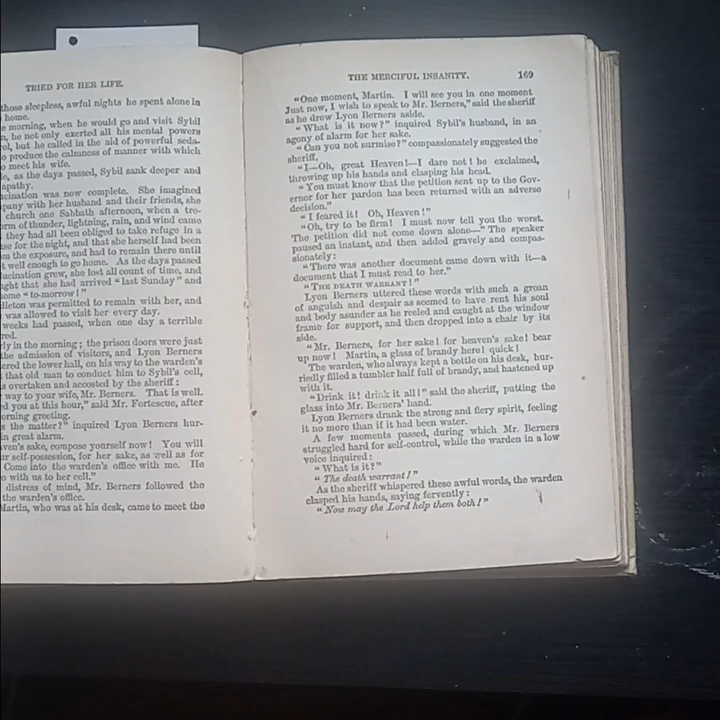 TRIED FOR HER LIFE.
those sleepless, awful nights he spent alone in
home.
morning, when he would go and visit Sybil
he not only exerted all his mental powers
but he called in the aid of powerful seda-
o produce the calmness of manner with which
o meet his wife.
as the days passed, Sybil sank deeper and
apathy.
ucination was now complete. She imagined
pany with her husband and their friends, she
church one Sabbath afternoon, when a tre-
orm of thunder, lightning, rain, and wind came
they had all been obliged to take refuge in a
se for the night, and that she herself had been
m the exposure, and had to remain there until
t well enough to go home. As the days passed
ucination grew, she lost all count of time, and
ught that she had arrived "last Sunday" and
ome "to-morrow!"
dleton was permitted to remain with her, and
was allowed to visit her every day.
weeks had passed, when one day a terrible
red.
rly in the morning; the prison doors were just
the admission of visitors, and Lyon Berners
ered the lower hall, on his way to the warden's
that old man to conduct him to Sybil's cell,
s overtaken and accosted by the sheriff:
way to your wife, Mr. Berners. That is well.
d you at this hour," said Mr. Fortescue, after
orning greeting.
s the matter?" inquired Lyon Berners hur-
in great alarm.
ven's sake, compose yourself now! You will
ur self-possession, for her sake, as well as for
Come into the warden's office with me. He
o with us to her cell."
distress of mind, Mr. Berners followed the
the warden's office.
Martin, who was at his desk, came to meet the
THE MERCIFUL INSANITY. 169
"One moment, Martin. I will see you in one moment
Just now, I wish to speak to Mr. Berners," said the sheriff
as he drew Lyon Berners aside.
"What is it now?" inquired Sybil's husband, in an
agony of alarm for her sake.
"Can you not surmise?" compassionately suggested the
sheriff.
"I—Oh, great Heaven!—I dare not! he exclaimed,
throwing up his hands and clasping his head.
"You must know that the petition sent up to the Gov-
ernor for her pardon has been returned with an adverse
decision."
"I feared it! Oh, Heaven!"
"Oh, try to be firm! I must now tell you the worst.
The petition did not come down alone—" The speaker
paused an instant, and then added gravely and compas-
sionately:
"There was another document came down with it—a
document that I must read to her."
"THE DEATH WARRANT!"
Lyon Berners uttered these words with such a groan
of anguish and despair as seemed to have rent his soul
and body asunder as he reeled and caught at the window
frame for support, and then dropped into a chair by its
side.
"Mr. Berners, for her sake! for heaven's sake! bear
up now! Martin, a glass of brandy here! quick!
The warden, who always kept a bottle on his desk, hur-
riedly filled a tumbler half full of brandy, and hastened up
with it.
"Drink it! drink it all!" said the sheriff, putting the
glass into Mr. Berners' hand.
Lyon Berners drank the strong and fiery spirit, feeling
it no more than if it had been water.
A few moments passed, during which Mr. Berners
struggled hard for self-control, while the warden in a low
voice inquired:
"What is it?"
"The death warrant!"
As the sheriff whispered these awful words, the warden
clasped his hands, saying fervently:
"Now may the Lord help them both!"